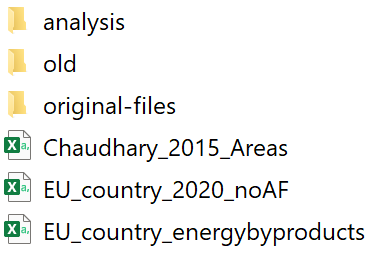 analysis
old
original-files
Chaudhary_2015_Areas
EU_country_2020_noAF
EU_country_energybyproducts